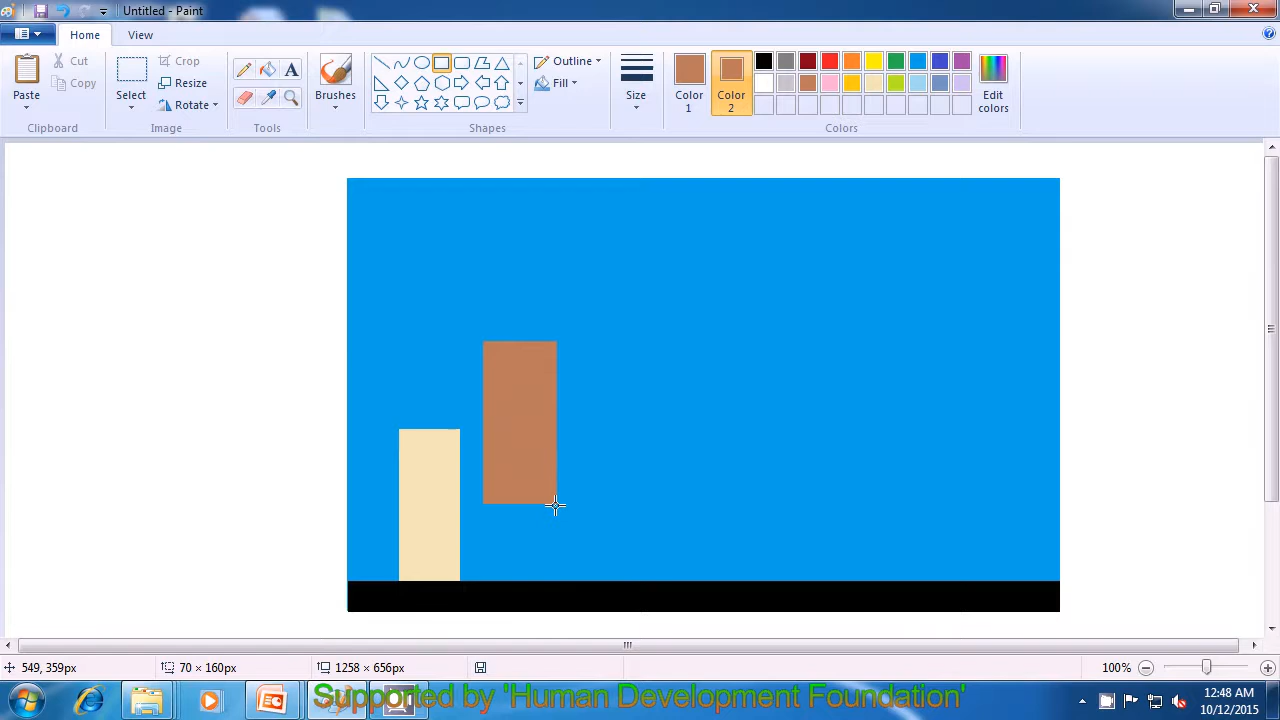 Untitled - Paint
Home View
Paste
Cut
Copy
Clipboard
Select
Crop
Resize
Rotate
Image
A
Tools
Brushes
Outline
Fill
Shapes
Size
Color 1
Color 2
Edit colors
Colors
549, 359px
70 × 160px
1258 × 656px
100%
Supported by 'Human Development Foundation'
12:48 AM
10/12/2015